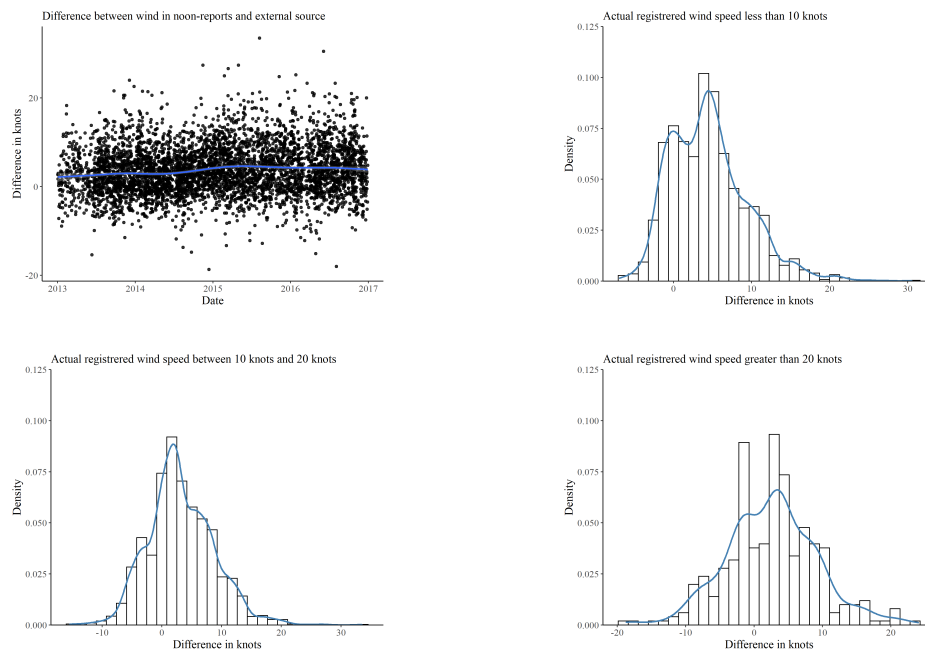 Difference between wind in noon-reports and external source
Difference in knots
20
0
-20
2013 2014 2015 2016 2017
Date
Actual registrered wind speed less than 10 knots
Density
0.125
0.100
0.075
0.050
0.025
0.000
0 10 20 30
Difference in knots
Actual registrered wind speed between 10 knots and 20 knots
Density
0.125
0.100
0.075
0.050
0.025
0.000
-10 0 10 20 30
Difference in knots
Actual registrered wind speed greater than 20 knots
Density
0.125
0.100
0.075
0.050
0.025
0.000
-20 -10 0 10 20
Difference in knots